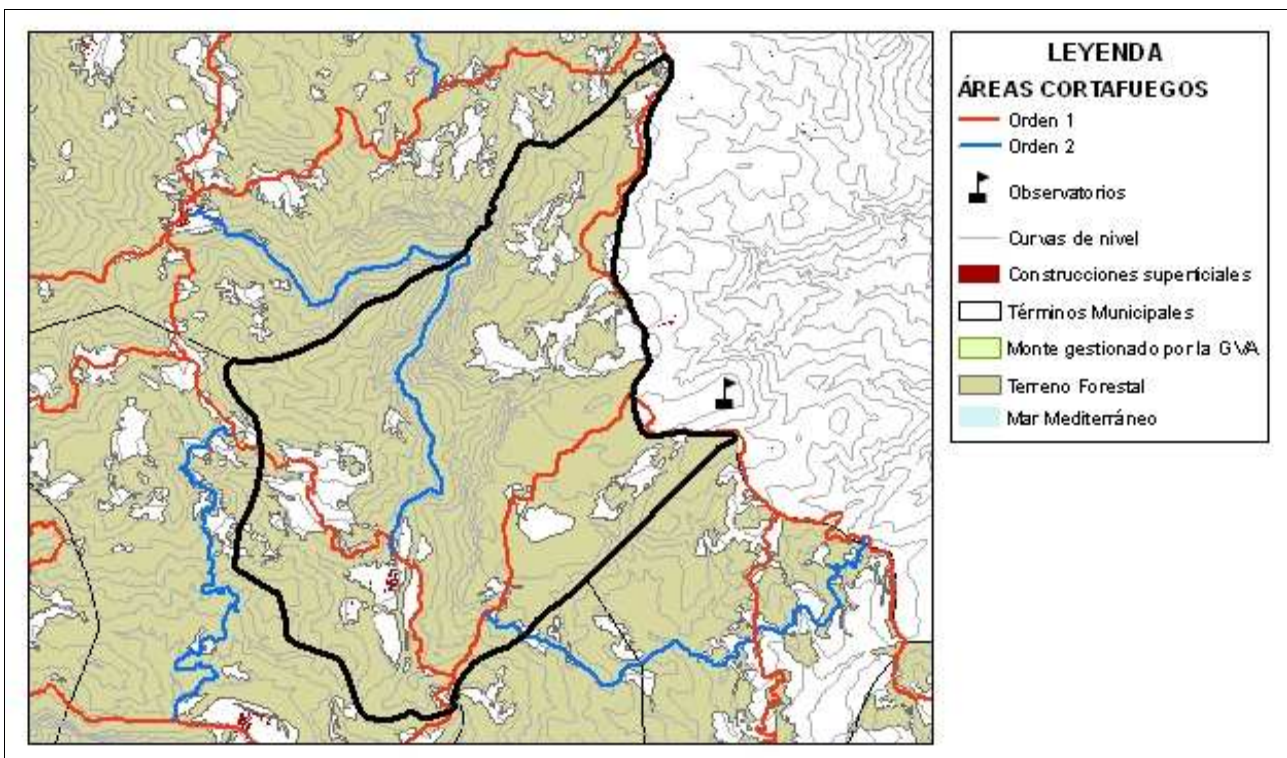 LEYENDA
ÁREAS CORTAFUEGOS
Orden 1
Orden 2
Observatorios
Curvas de nivel
Construcciones superficiales
Términos Municipales
Monte gestionado por la GVA
Terreno Forestal
Mar Mediterráneo